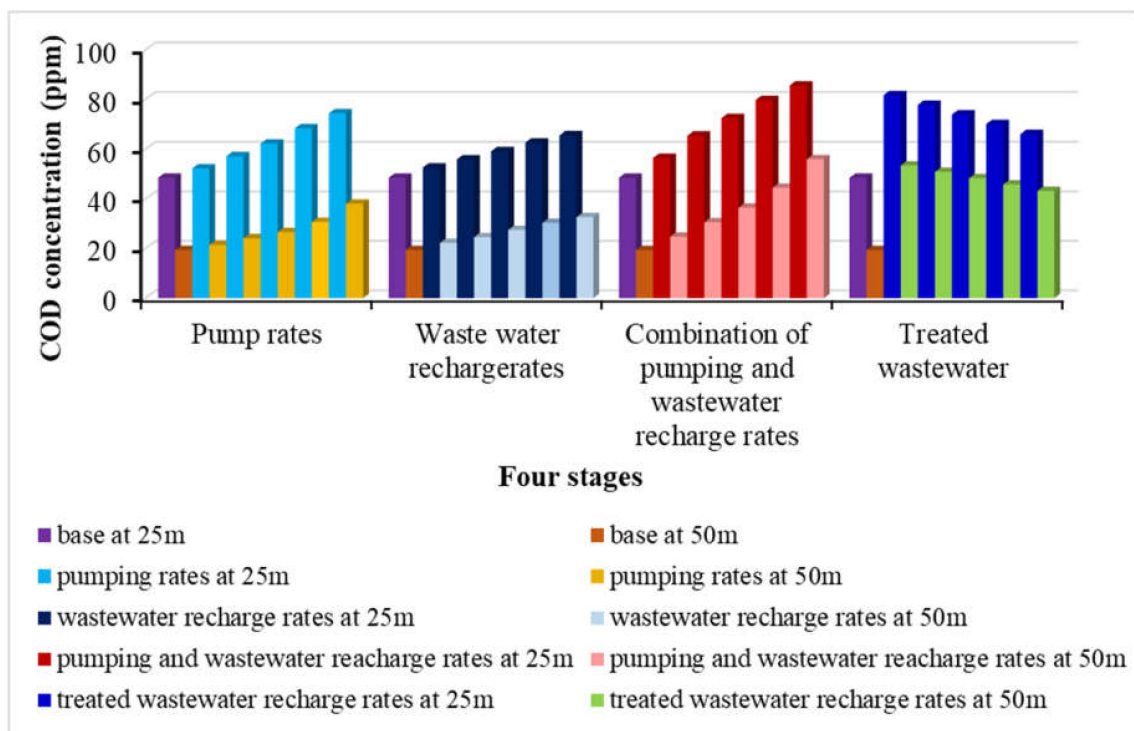 COD concentration (ppm)
100
80
60
40
20
0
Pump rates
Waste water
rechargerates
Combination of
pumping and
wastewater
recharge rates
Treated
wastewater
Four stages
base at 25m
base at 50m
pumping rates at 25m
pumping rates at 50m
wastewater recharge rates at 25m
wastewater recharge rates at 50m
pumping and wastewater reacharge rates at 25m
pumping and wastewater reacharge rates at 50m
treated wastewater recharge rates at 25m
treated wastewater recharge rates at 50m